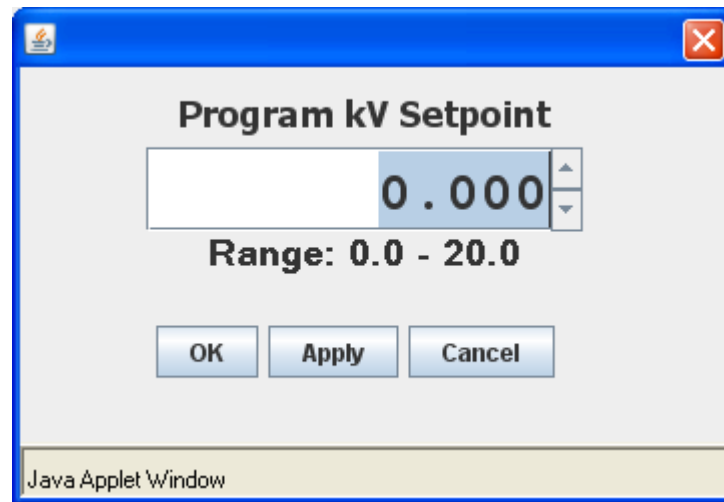 Program kV Setpoint
0.000
Range: 0.0 - 20.0
OK Apply Cancel
Java Applet Window